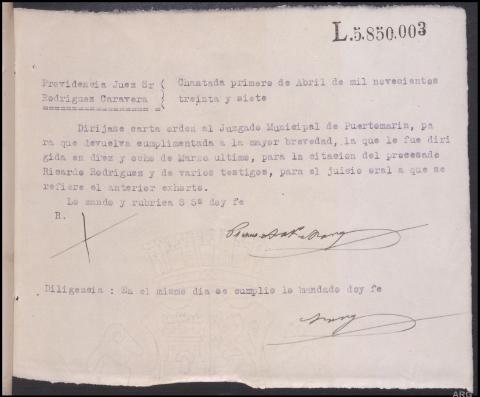 L.5.850.003
Providencia Juez Sr ( Chantada primero de Abril de mil novecientos
Rodriguez Caravera ( treinta y siete
==================
Dirijase carta orden al Juzgado Municipal de Puertomarin, pa
ra que devuelva cumplimentada a la mayor brevedad, la que le fue diri
gida en diez y ocho de Marzo ultimo, para la citacion del procesado
Ricardo Rodriguez y de varios testigos, para el juicio oral a que se
refiere el anterior exhorto.
Lo mando y rubrica S Sª doy fe
R.
Diligencia : En el mismo dia se cumplio lo mandado doy fe
ARG